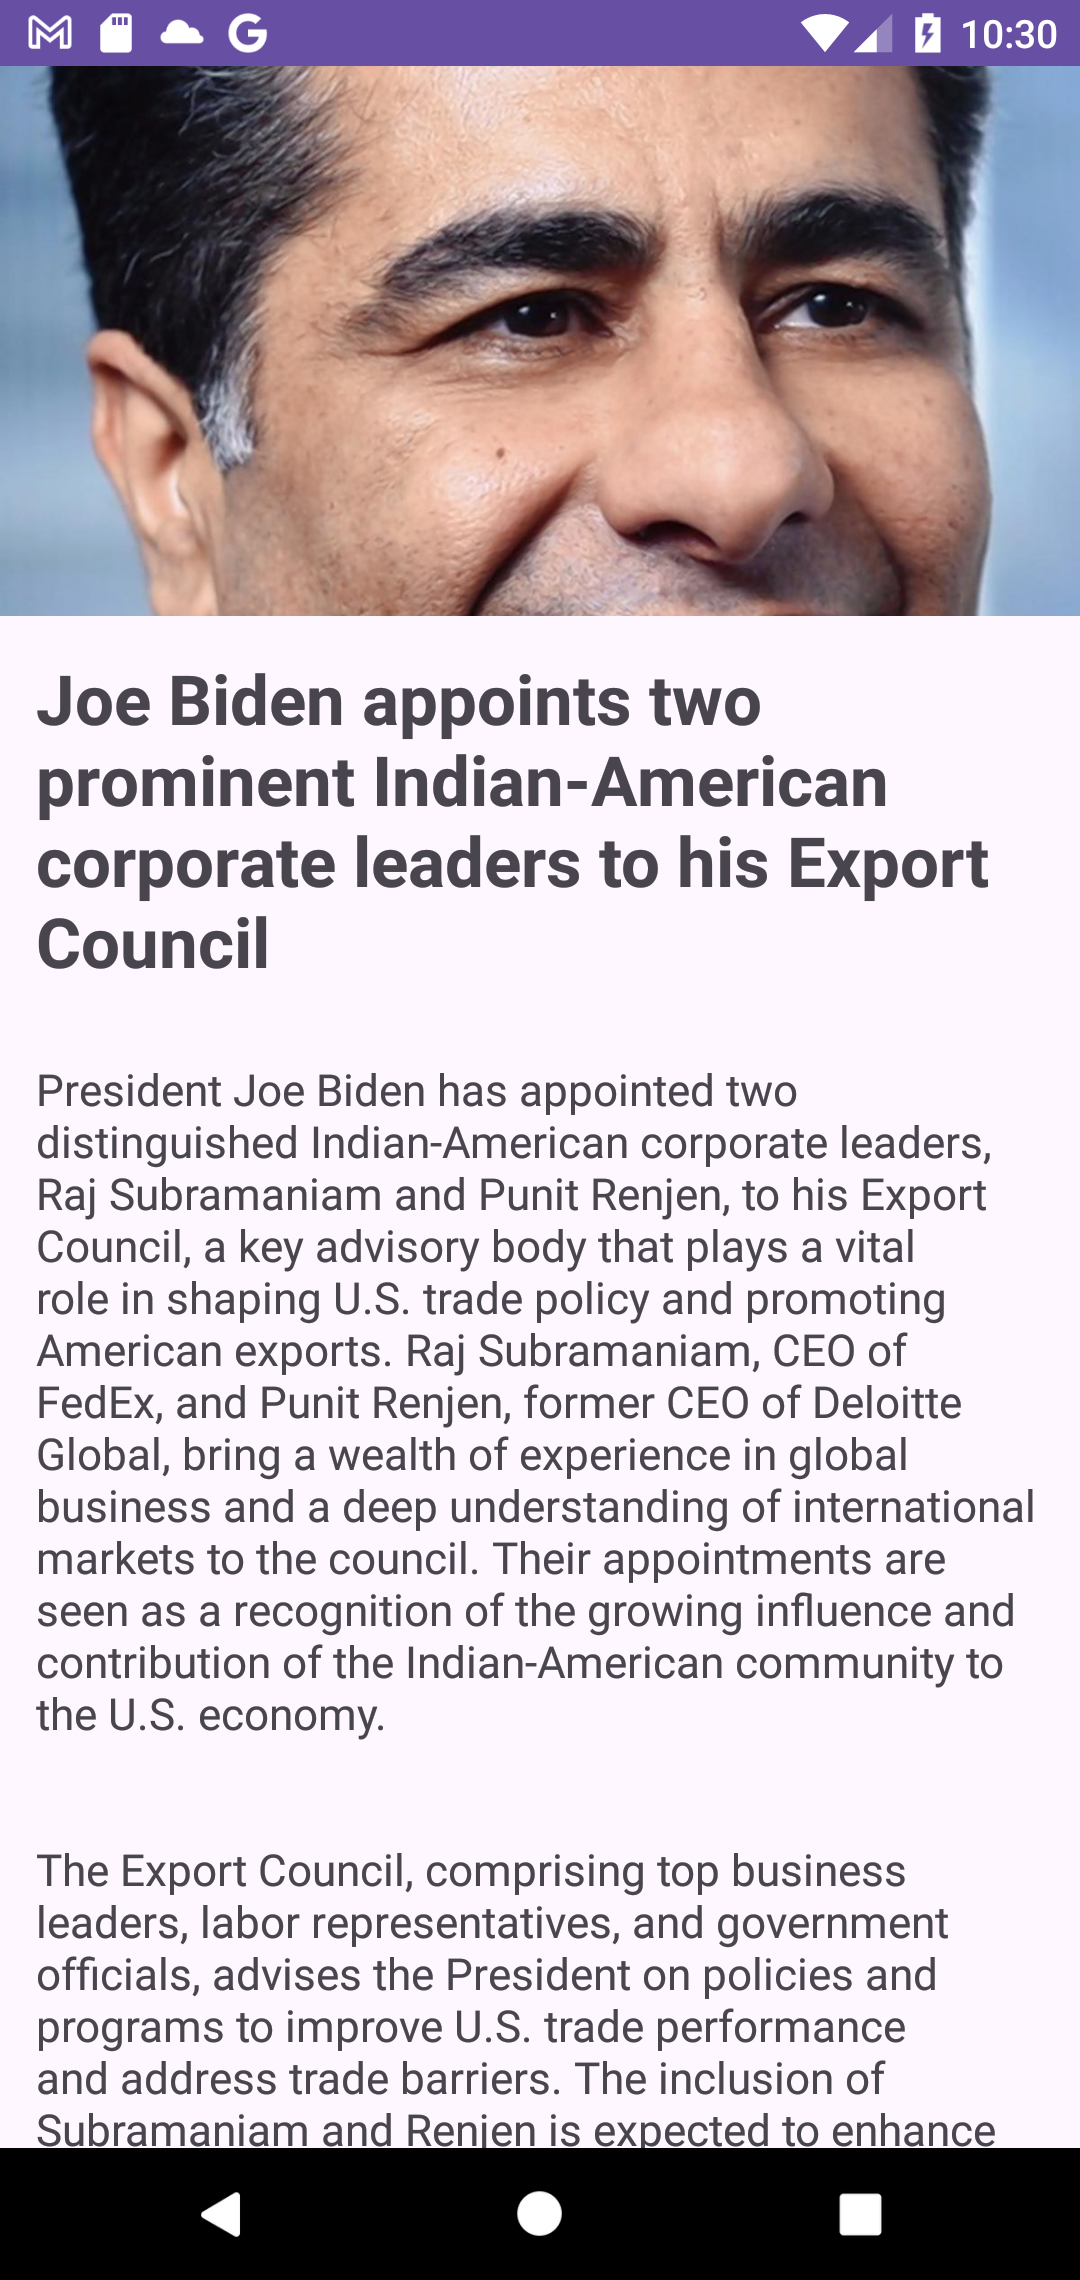 10:30
Joe Biden appoints two
prominent Indian-American
corporate leaders to his Export
Council
President Joe Biden has appointed two
distinguished Indian-American corporate leaders,
Raj Subramaniam and Punit Renjen, to his Export
Council, a key advisory body that plays a vital
role in shaping U.S. trade policy and promoting
American exports. Raj Subramaniam, CEO of
FedEx, and Punit Renjen, former CEO of Deloitte
Global, bring a wealth of experience in global
business and a deep understanding of international
markets to the council. Their appointments are
seen as a recognition of the growing influence and
contribution of the Indian-American community to
the U.S. economy.
The Export Council, comprising top business
leaders, labor representatives, and government
officials, advises the President on policies and
programs to improve U.S. trade performance
and address trade barriers. The inclusion of
Subramaniam and Renjen is expected to enhance